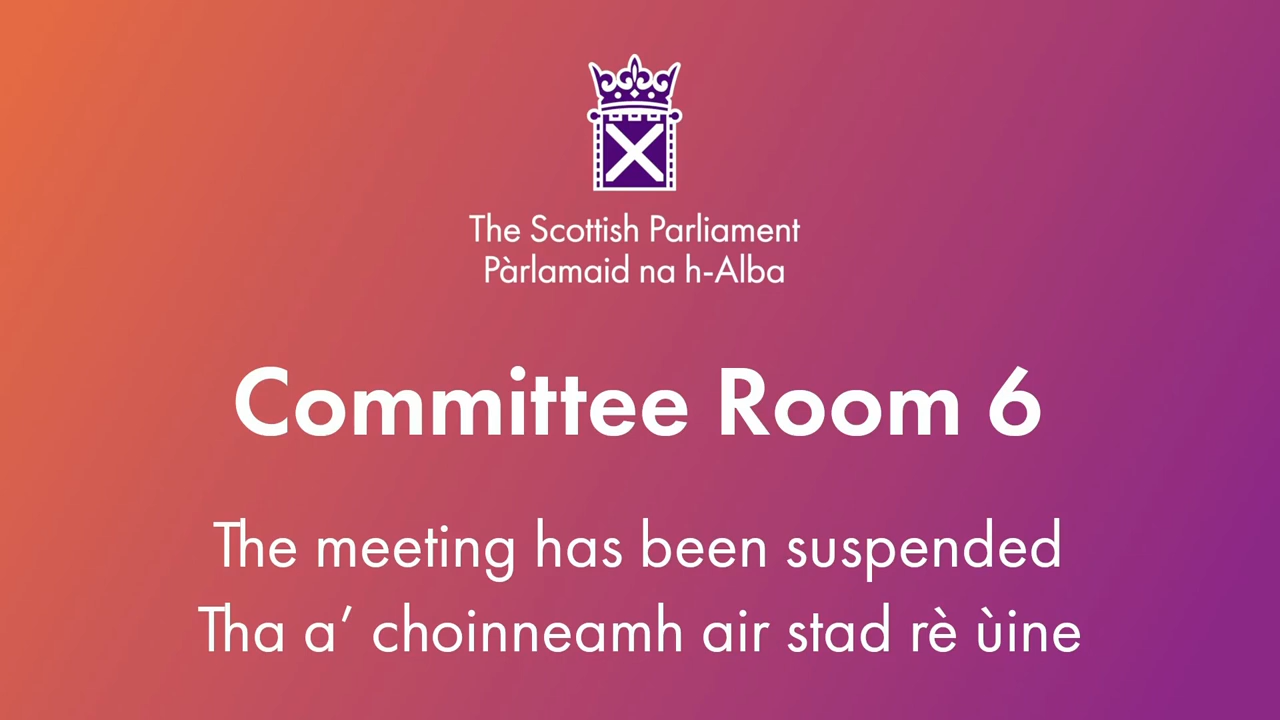 The Scottish Parliament
Pàrlamaid na h-Alba
Committee Room 6
The meeting has been suspended
Tha a’ choinneamh air stad rè ùine